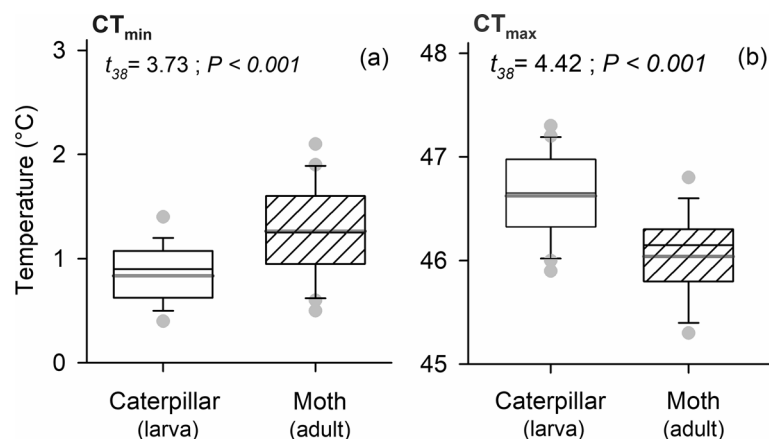 CTmin
t38= 3.73 ; P < 0.001
(a)
3
2
1
0
Temperature (°C)
Caterpillar
(larva)
Moth
(adult)
CTmax
t38= 4.42 ; P < 0.001
(b)
48
47
46
45
Caterpillar
(larva)
Moth
(adult)